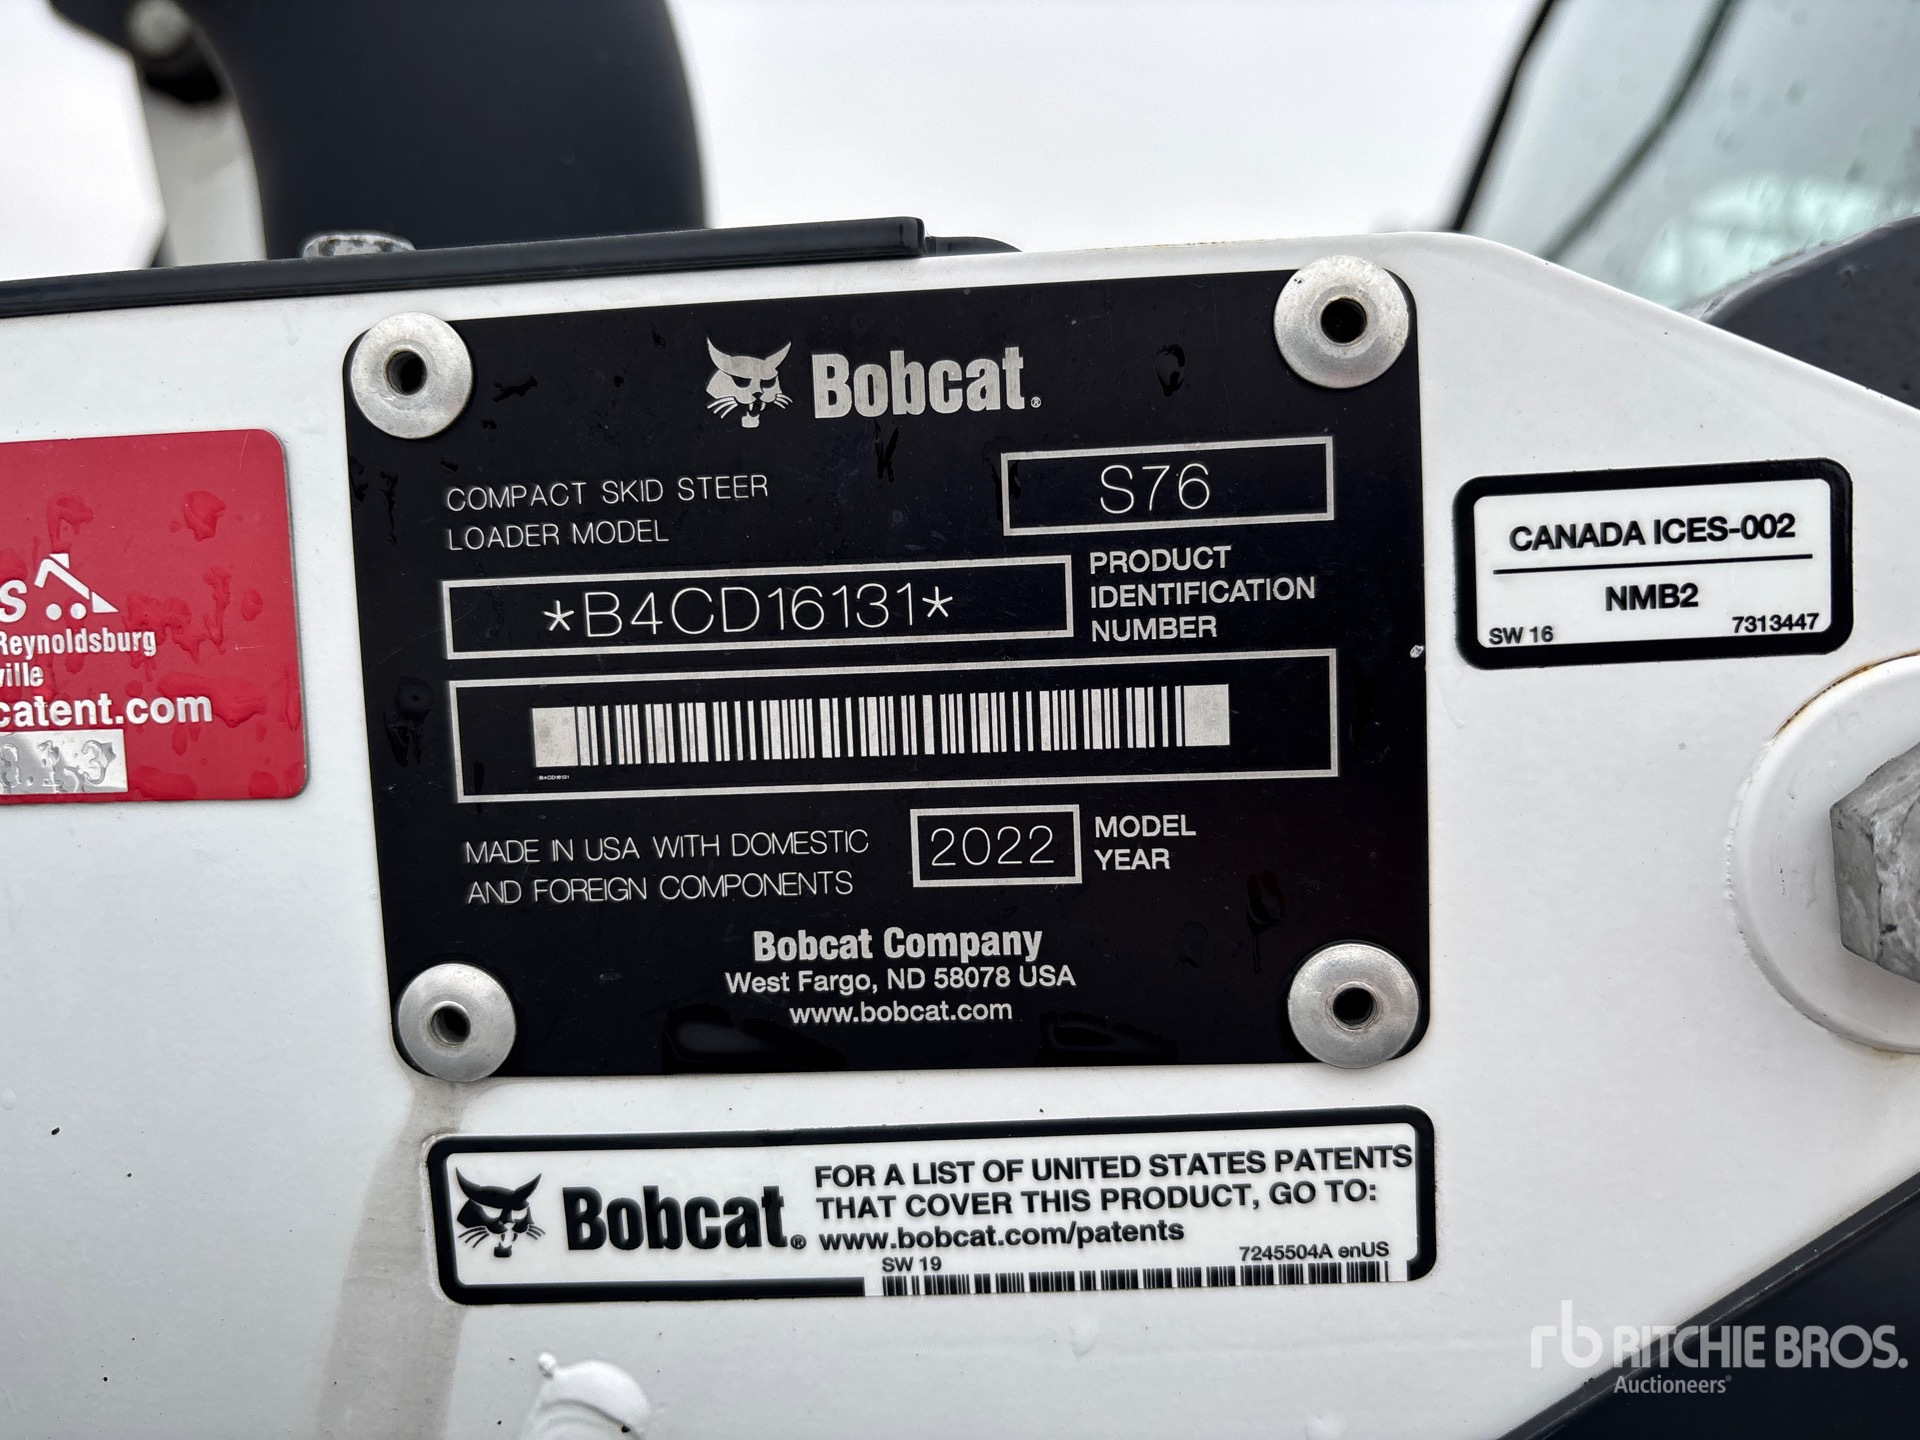 Bobcat®
COMPACT SKID STEER
LOADER MODEL
S76
*B4CD16131*
PRODUCT
IDENTIFICATION
NUMBER
B4CD16131
MADE IN USA WITH DOMESTIC
AND FOREIGN COMPONENTS
2022
MODEL
YEAR
Bobcat Company
West Fargo, ND 58078 USA
www.bobcat.com
CANADA ICES-002
NMB2
SW 16
7313447
Reynoldsburg
ville
catent.com
Bobcat®
FOR A LIST OF UNITED STATES PATENTS
THAT COVER THIS PRODUCT, GO TO:
www.bobcat.com/patents
SW 19
7245504A enUS
rb RITCHIE BROS.
Auctioneers®